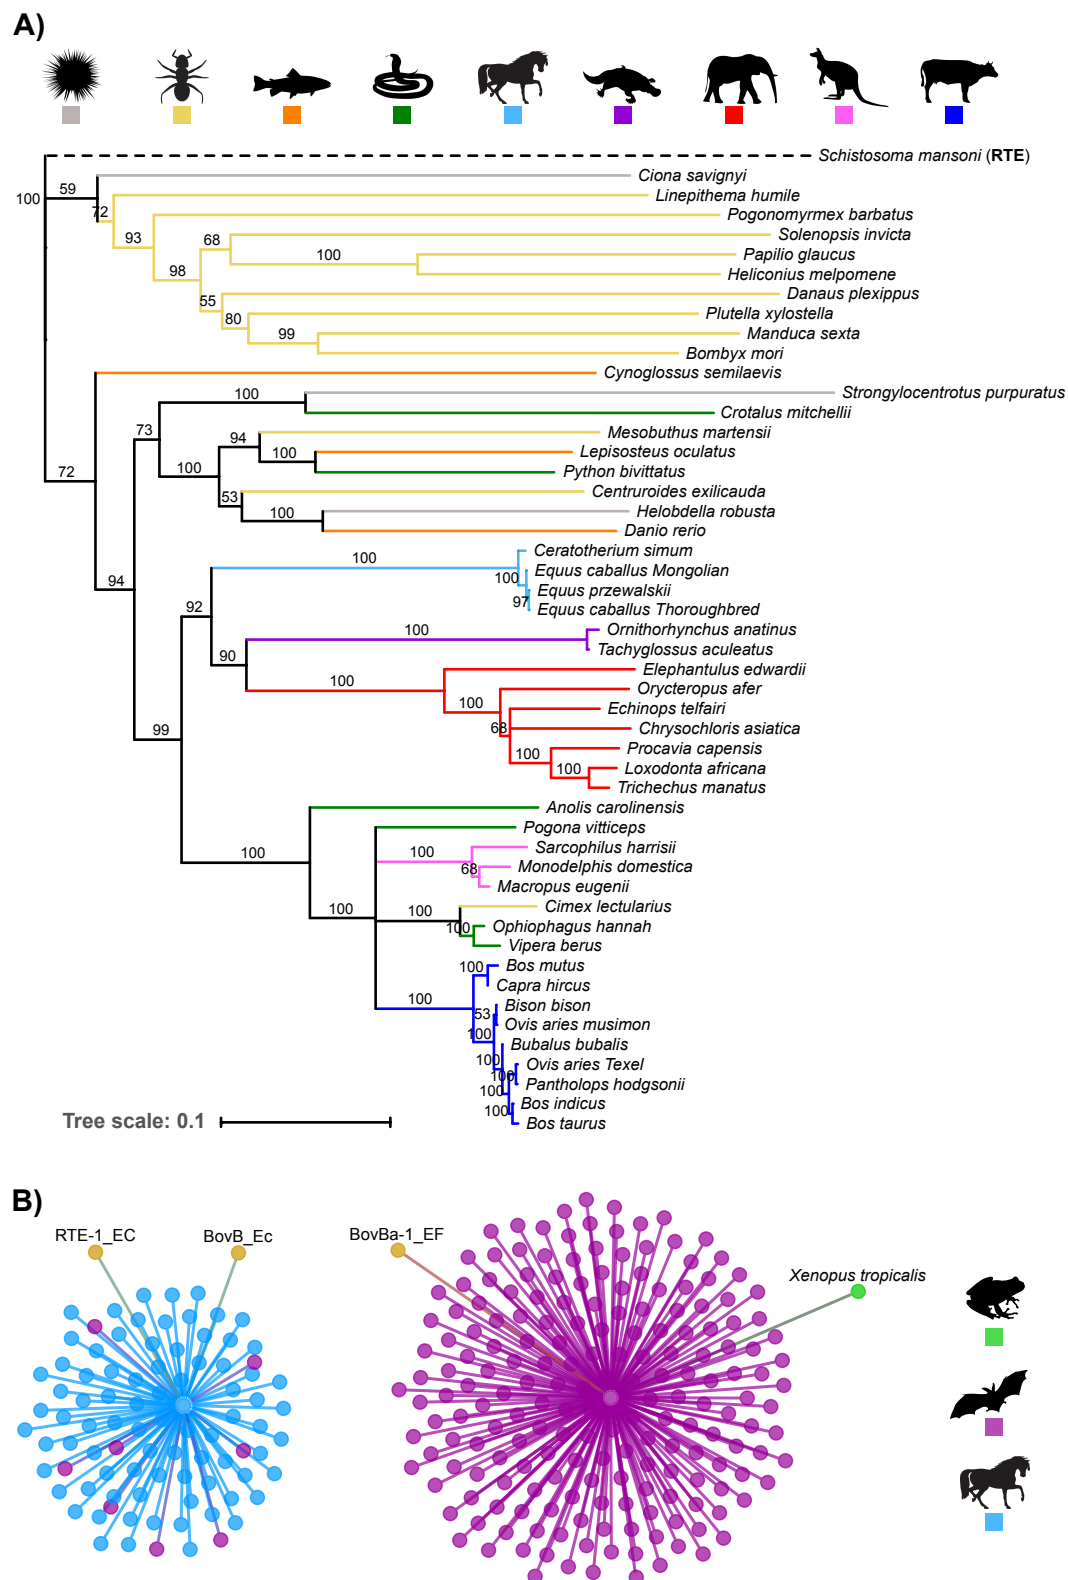 A)
Schistosoma mansoni (RTE)
100
59
Ciona savignyi
72
Linepithema humile
93
Pogonomyrmex barbatus
68
Solenopsis invicta
98
100
Papilio glaucus
Heliconius melpomene
55
Danaus plexippus
80
Plutella xylostella
99
Manduca sexta
Bombyx mori
72
Cynoglossus semilaevis
100
Strongylocentrotus purpuratus
73
Crotalus mitchellii
94
Mesobuthus martensii
100
100
Lepisosteus oculatus
Python bivittatus
53
Centruroides exilicauda
100
Helobdella robusta
Danio rerio
94
100
Ceratotherium simum
100
Equus caballus Mongolian
97
Equus przewalskii
Equus caballus Thoroughbred
92
100
Ornithorhynchus anatinus
Tachyglossus aculeatus
90
100
Elephantulus edwardii
100
Orycteropus afer
68
Echinops telfairi
Chrysochloris asiatica
100
Procavia capensis
100
Loxodonta africana
Trichechus manatus
99
Anolis carolinensis
100
Pogona vitticeps
100
Sarcophilus harrisii
68
Monodelphis domestica
Macropus eugenii
100
100
Cimex lectularius
100
Ophiophagus hannah
Vipera berus
100
100
Bos mutus
Capra hircus
53
Bison bison
100
Ovis aries musimon
100
Bubalus bubalis
100
Ovis aries Texel
100
Pantholops hodgsonii
100
Bos indicus
Bos taurus
Tree scale: 0.1
B)
RTE-1_EC
BovB_Ec
BovBa-1_EF
Xenopus tropicalis